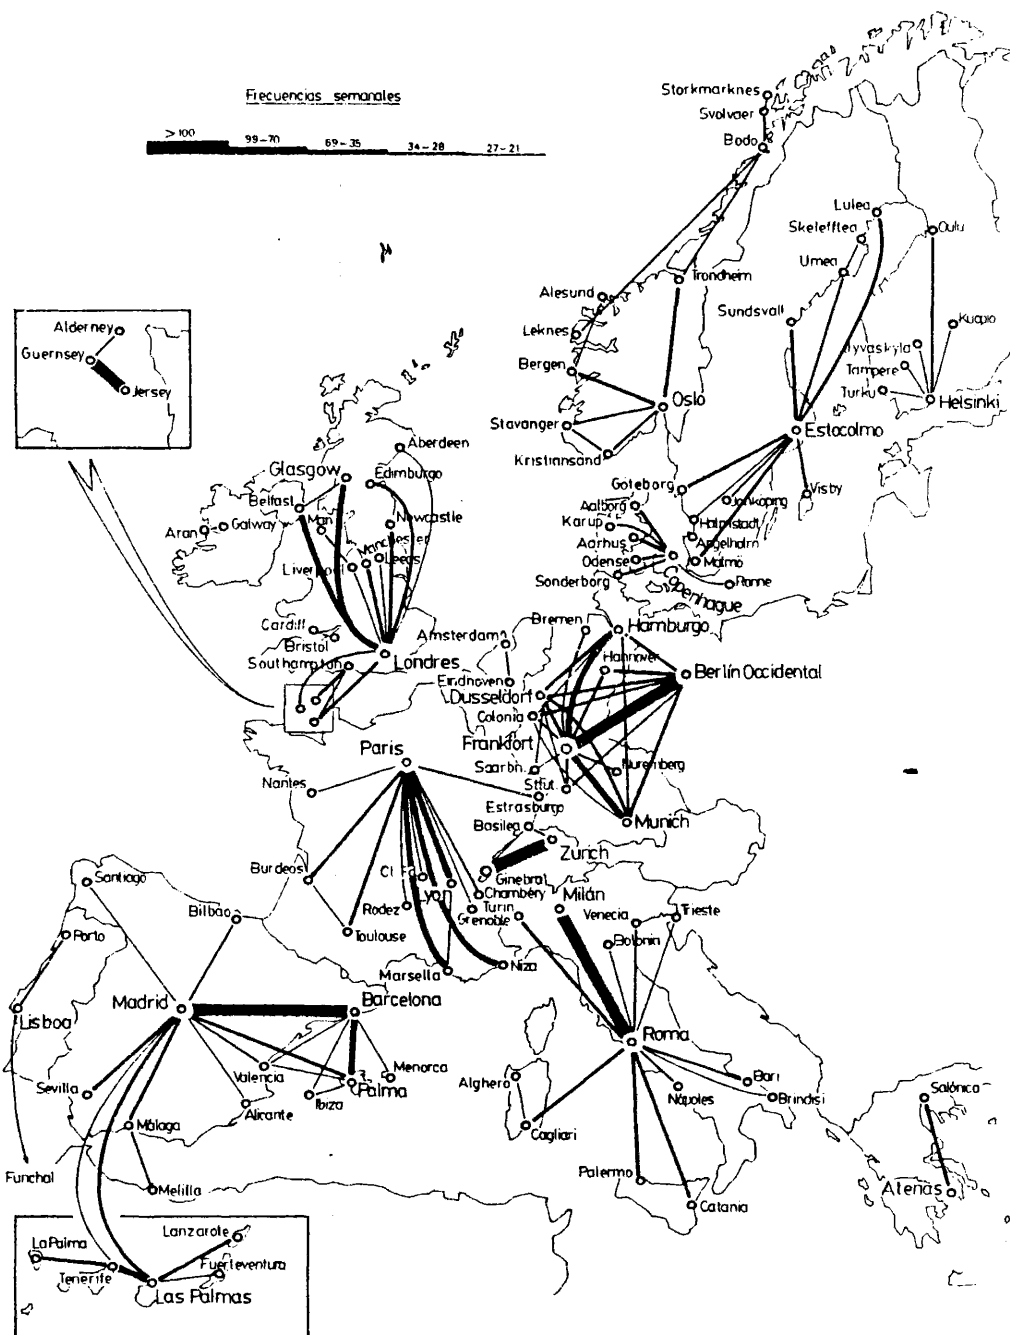 Frecuencias semanales
>100
99-70
69-35
34-28
27-21
Storkmarknes
Svolvaer
Bodo
Lulea
Skelefftea
Oulu
Umea
Trondheim
Alesund
Sundsvall
Kuopio
Leknes
Jyvaskyla
Tampere
Bergen
Turku
Helsinki
Oslo
Estocolmo
Stavanger
Kristiansand
Alderney
Guernsey
Jersey
Aberdeen
Glasgow
Edimburgo
Göteborg
Visby
Jonkoping
Belfast
Aalborg
Man
Newcastle
Karup
Halmstadt
Galway
Aran
Angelholm
Manchester
Aarhus
Leeds
Liverpool
Odense
Malmö
Sonderborg
Ronne
Copenhague
Cardiff
Bristol
Bremen
Hamburgo
Amsterdam
Londres
Southampton
Hannover
Berlín Occidental
Eindhoven
Dusseldorf
Colonia
Frankfort
Paris
Saarbn.
Nuremberg
Nantes
Sttut.
Estrasburgo
Munich
Basilea
Zurich
Burdeos
Cl. Fd.
Ginebra
Lyon
Chambéry
Milán
Santiago
Turin
Rodez
Grenoble
Venecia
Trieste
Bilbao
Toulouse
Bolonia
Porto
Marsella
Niza
Madrid
Barcelona
Lisboa
Roma
Menorca
Valencia
Sevilla
Palma
Alghero
Bari
Ibiza
Nápoles
Brindisi
Salónica
Alicante
Málaga
Cagliari
Funchal
Palermo
Melilla
Atenas
Catania
Lanzarote
La Palma
Fuerteventura
Tenerife
Las Palmas